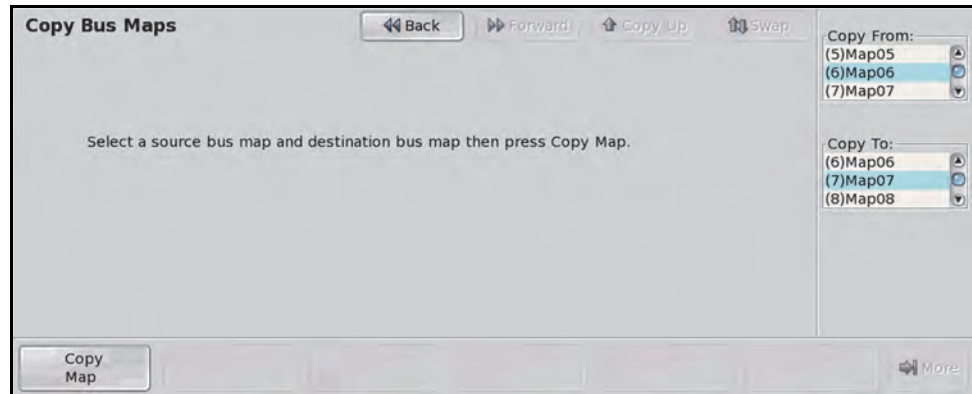 Copy Bus Maps
Back
Forward
Copy Up
Swap
Copy From:
(5)Map05
(6)Map06
(7)Map07
Select a source bus map and destination bus map then press Copy Map.
Copy To:
(6)Map06
(7)Map07
(8)Map08
Copy
Map
More